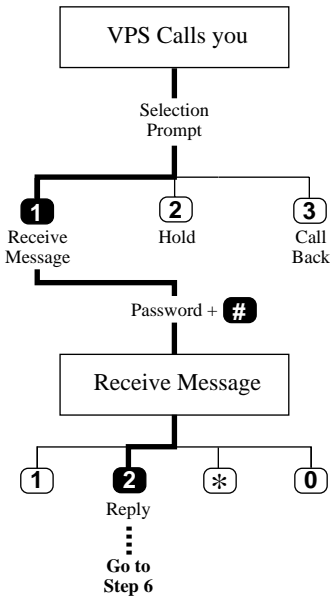 VPS Calls you
Selection
Prompt
1 2 3
Receive Hold Call
Message Back
Password + #
Receive Message
1 2 * 0
Reply
Go to
Step 6